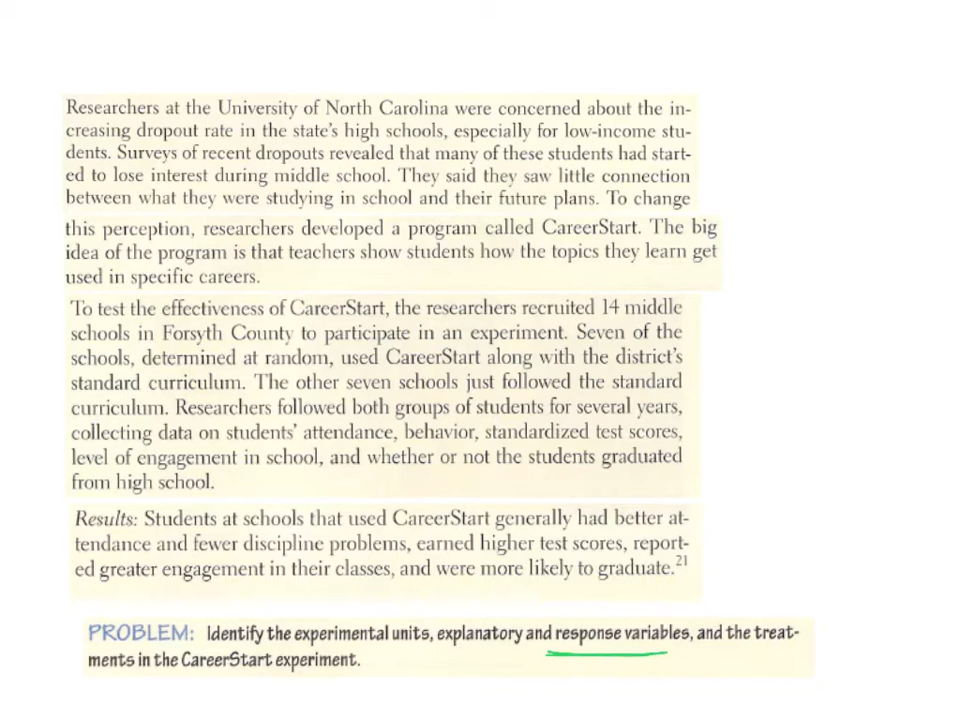 Researchers at the University of North Carolina were concerned about the in-
creasing dropout rate in the state's high schools, especially for low-income stu-
dents. Surveys of recent dropouts revealed that many of these students had start-
ed to lose interest during middle school. They said they saw little connection
between what they were studying in school and their future plans. To change
this perception, researchers developed a program called CareerStart. The big
idea of the program is that teachers show students how the topics they learn get
used in specific careers.
To test the effectiveness of CareerStart, the researchers recruited 14 middle
schools in Forsyth County to participate in an experiment. Seven of the
schools, determined at random, used CareerStart along with the district's
standard curriculum. The other seven schools just followed the standard
curriculum. Researchers followed both groups of students for several years,
collecting data on students' attendance, behavior, standardized test scores,
level of engagement in school, and whether or not the students graduated
from high school.
Results: Students at schools that used CareerStart generally had better at-
tendance and fewer discipline problems, earned higher test scores, report-
ed greater engagement in their classes, and were more likely to graduate.21
PROBLEM: Identify the experimental units, explanatory and response variables, and the treat-
ments in the CareerStart experiment.